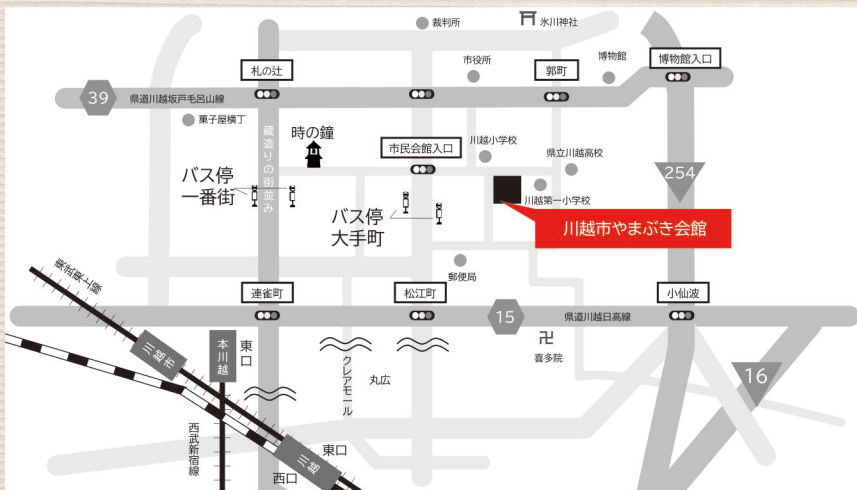 裁判所
氷川神社
札の辻
市役所
郭町
博物館
博物館入口
39
県道川越坂戸毛呂山線
菓子屋横丁
蔵造りの街並み
時の鐘
市民会館入口
川越小学校
県立川越高校
254
バス停
一番街
バス停
大手町
川越第一小学校
川越市やまぶき会館
郵便局
東武東上線
連雀町
松江町
小仙波
15
県道川越日高線
川越市
本川越
東口
クレアモール
丸広
喜多院
16
西武新宿線
川越
東口
西口